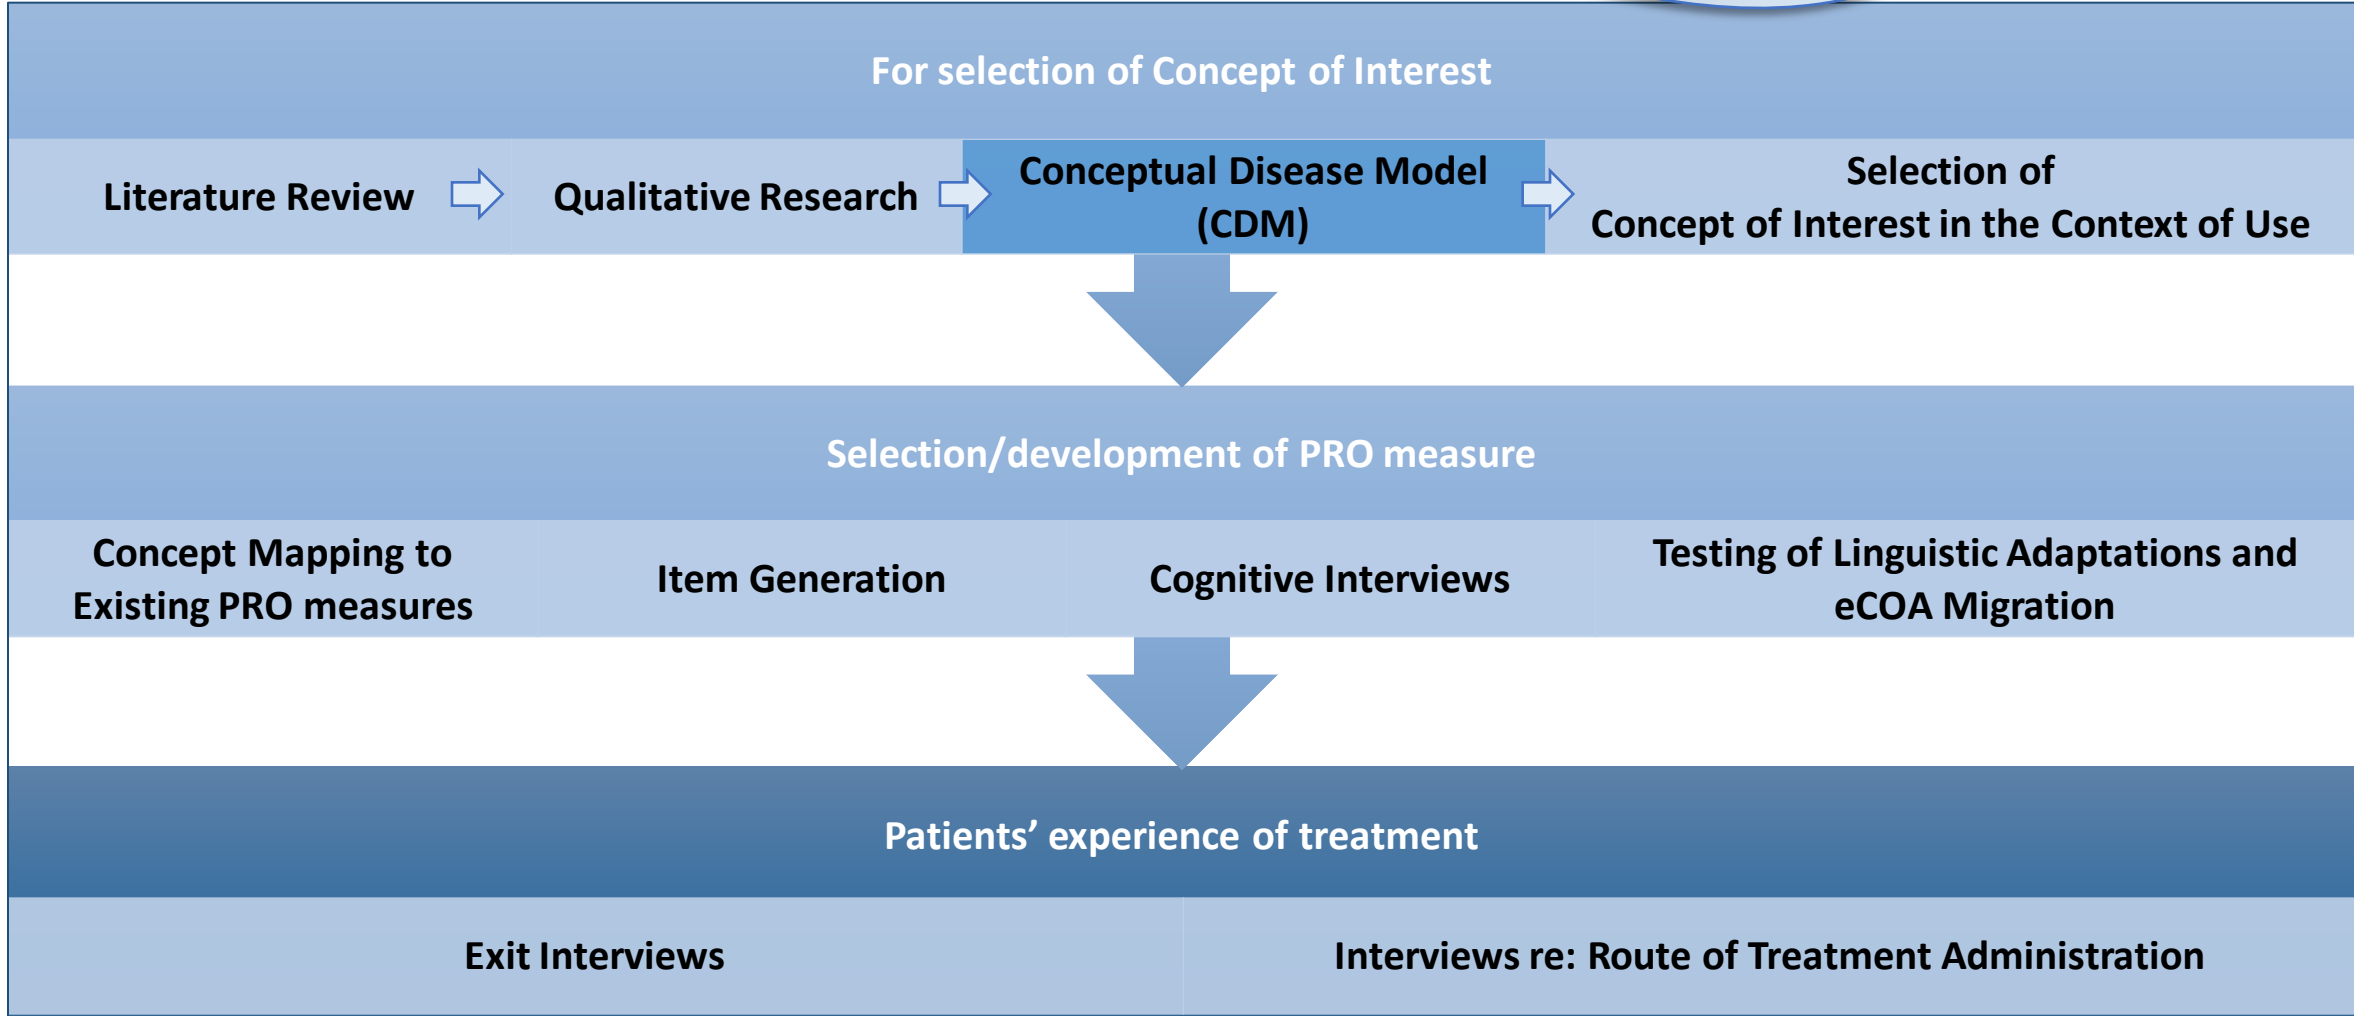 For selection of Concept of Interest
Literature Review
Qualitative Research
Conceptual Disease Model
(CDM)
Selection of
Concept of Interest in the Context of Use
Selection/development of PRO measure
Concept Mapping to
Existing PRO measures
Item Generation
Cognitive Interviews
Testing of Linguistic Adaptations and
eCOA Migration
Patients’ experience of treatment
Exit Interviews
Interviews re: Route of Treatment Administration